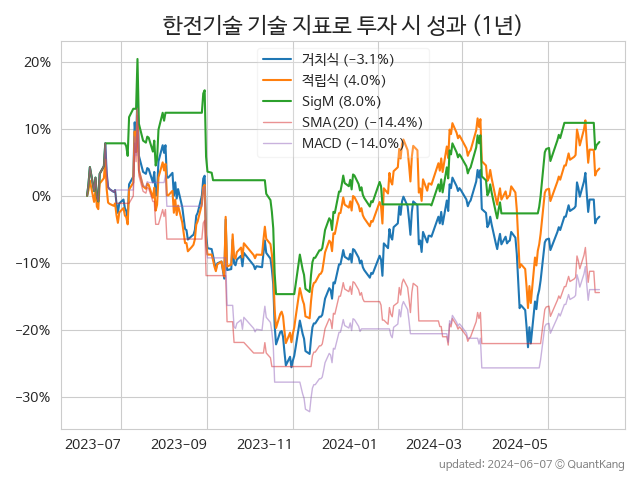 한전기술 기술 지표로 투자 시 성과 (1년)
거치식 (−3.1%)
적립식 (4.0%)
SigM (8.0%)
SMA(20) (−14.4%)
MACD (−14.0%)
20%
10%
0%
−10%
−20%
−30%
2023-07
2023-09
2023-11
2024-01
2024-03
2024-05
updated: 2024-06-07 © QuantKang